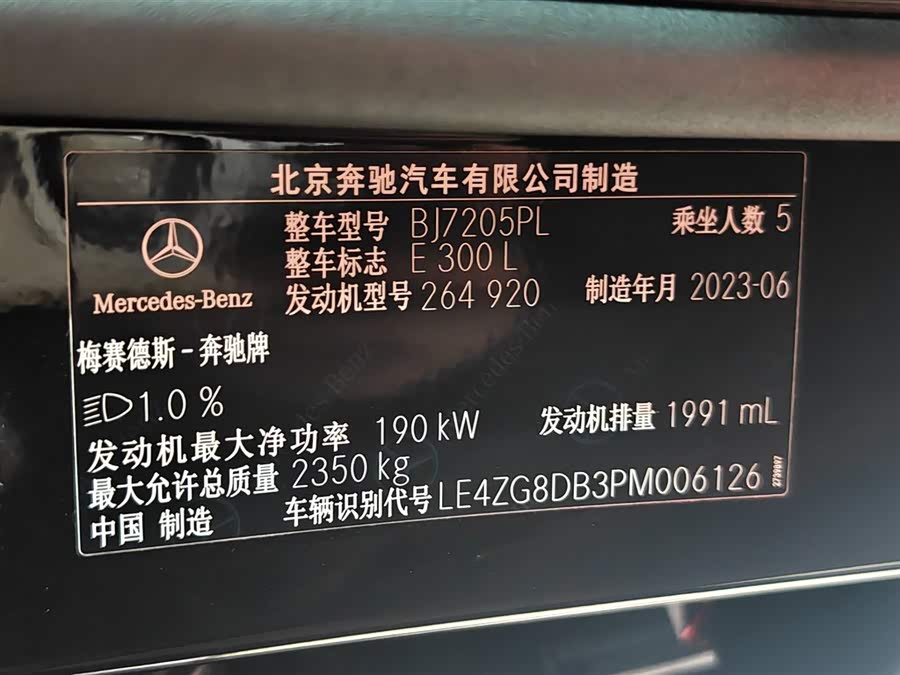 北京奔驰汽车有限公司制造
整车型号 BJ7205PL 乘坐人数 5
整车标志 E 300 L
Mercedes-Benz
发动机型号 264 920 制造年月 2023-06
梅赛德斯-奔驰牌
1.0 %
发动机最大净功率 190 kW 发动机排量 1991 mL
最大允许总质量 2350 kg
中国 制造 车辆识别代号 LE4ZG8DB3PM006126